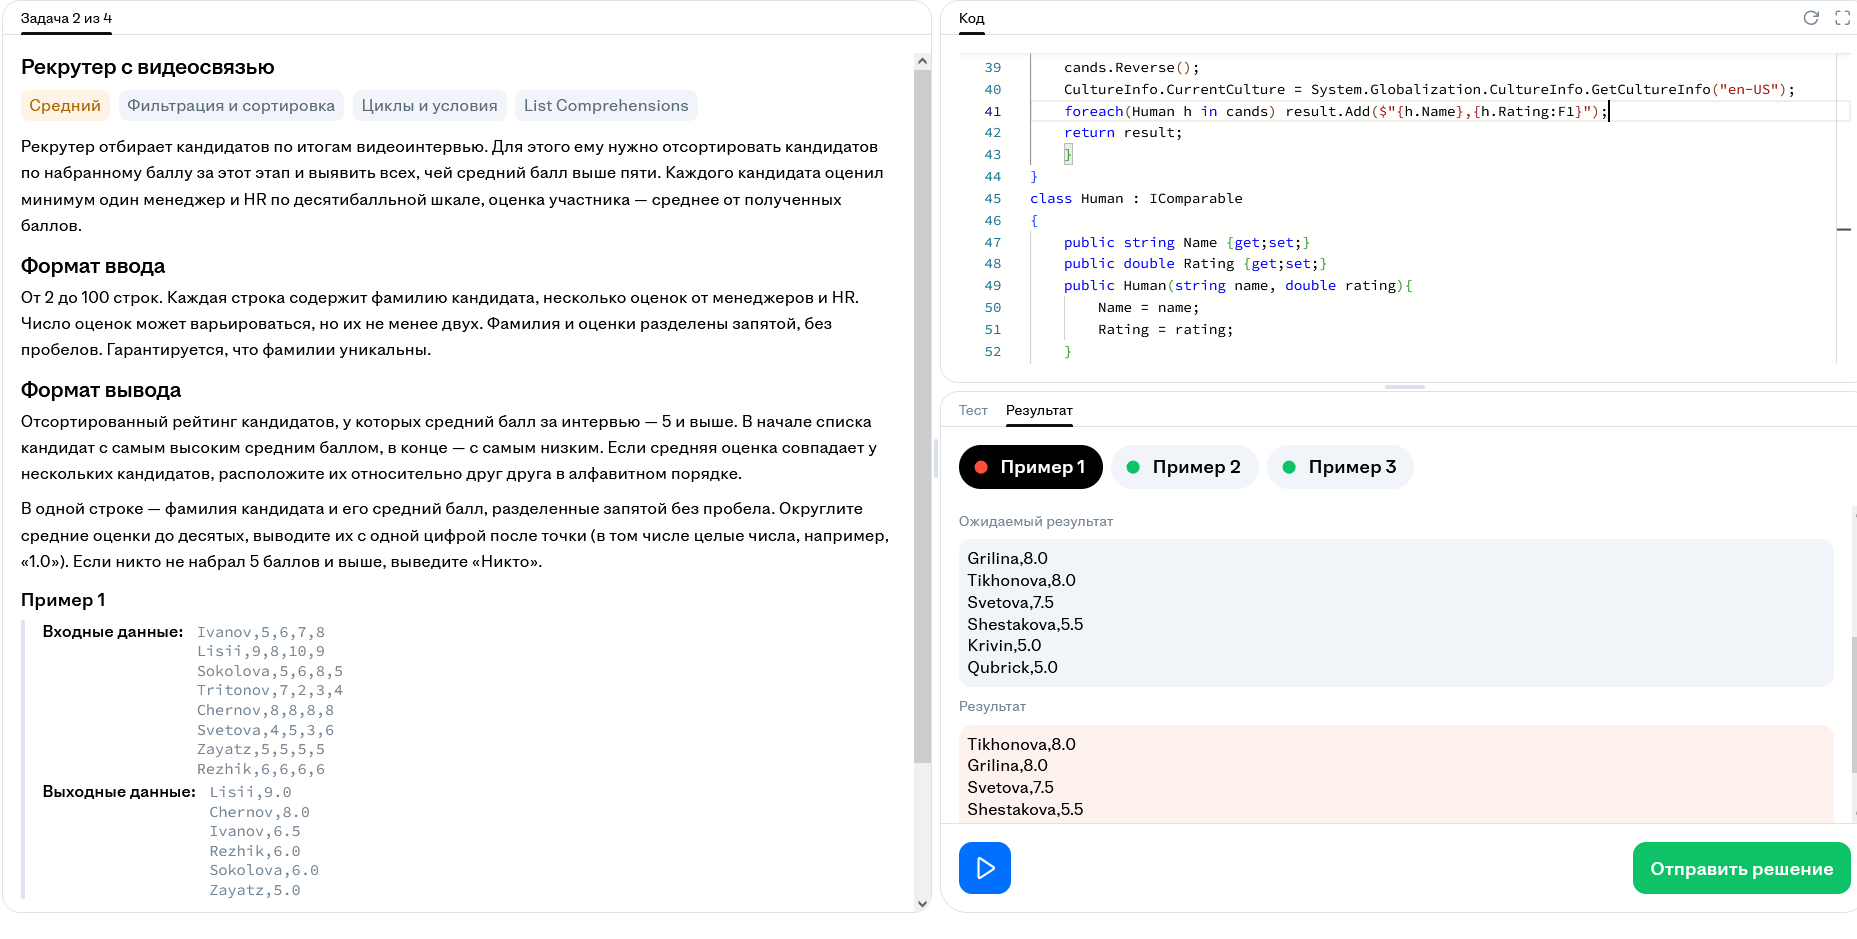 Задача 2 из 4
Рекрутер с видеосвязью
Средний
Фильтрация и сортировка
Циклы и условия
List Comprehensions
Рекрутер отбирает кандидатов по итогам видеоинтервью. Для этого ему нужно отсортировать кандидатов
по набранному баллу за этот этап и выявить всех, чей средний балл выше пяти. Каждого кандидата оценил
минимум один менеджер и HR по десятибалльной шкале, оценка участника — среднее от полученных
баллов.
Формат ввода
От 2 до 100 строк. Каждая строка содержит фамилию кандидата, несколько оценок от менеджеров и HR.
Число оценок может варьироваться, но их не менее двух. Фамилия и оценки разделены запятой, без
пробелов. Гарантируется, что фамилии уникальны.
Формат вывода
Отсортированный рейтинг кандидатов, у которых средний балл за интервью — 5 и выше. В начале списка
кандидат с самым высоким средним баллом, в конце — с самым низким. Если средняя оценка совпадает у
нескольких кандидатов, расположите их относительно друг друга в алфавитном порядке.
В одной строке — фамилия кандидата и его средний балл, разделенные запятой без пробела. Округлите
средние оценки до десятых, выводите их с одной цифрой после точки (в том числе целые числа, например,
«1.0»). Если никто не набрал 5 баллов и выше, выведите «Никто».
Пример 1
Входные данные: Ivanov,5,6,7,8
Lisii,9,8,10,9
Sokolova,5,6,8,5
Tritonov,7,2,3,4
Chernov,8,8,8,8
Svetova,4,5,3,6
Zayatz,5,5,5,5
Rezhik,6,6,6,6
Выходные данные: Lisii,9.0
Chernov,8.0
Ivanov,6.5
Rezhik,6.0
Sokolova,6.0
Zayatz,5.0
Код
39 cands.Reverse();
40 CultureInfo.CurrentCulture = System.Globalization.CultureInfo.GetCultureInfo("en-US");
41 foreach(Human h in cands) result.Add($"{h.Name},{h.Rating:F1}");
42 return result;
43 }
44 }
45 class Human : IComparable
46 {
47 public string Name {get;set;}
48 public double Rating {get;set;}
49 public Human(string name, double rating){
50 Name = name;
51 Rating = rating;
52 }
Тест Результат
Пример 1 Пример 2 Пример 3
Ожидаемый результат
Grilina,8.0
Tikhonova,8.0
Svetova,7.5
Shestakova,5.5
Krivin,5.0
Qubrick,5.0
Результат
Tikhonova,8.0
Grilina,8.0
Svetova,7.5
Shestakova,5.5
Отправить решение